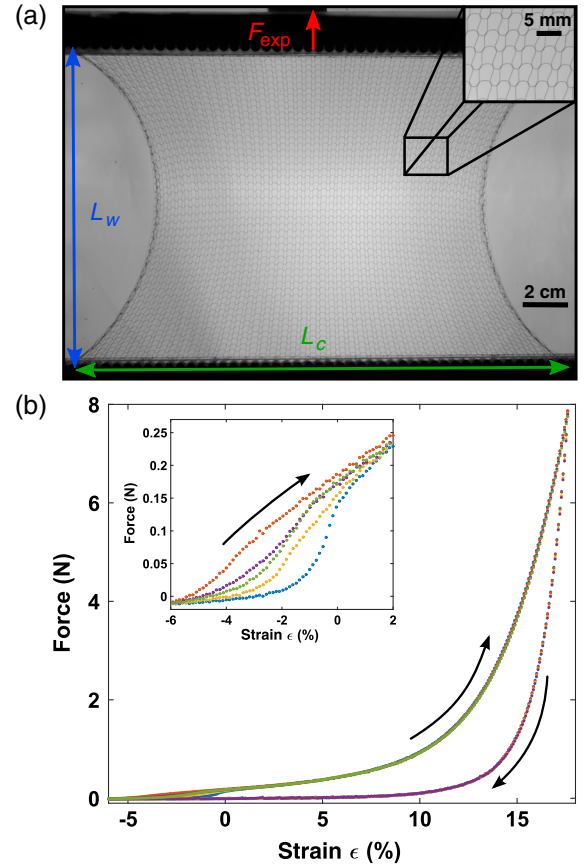 (a)
F_exp
5 mm
L_w
2 cm
L_c
(b)
8
6
4
2
0
Force (N)
-5
0
5
10
15
Strain ϵ (%)
0.25
0.2
0.15
0.1
0.05
0
Force (N)
-6
-4
-2
0
2
Strain ϵ (%)